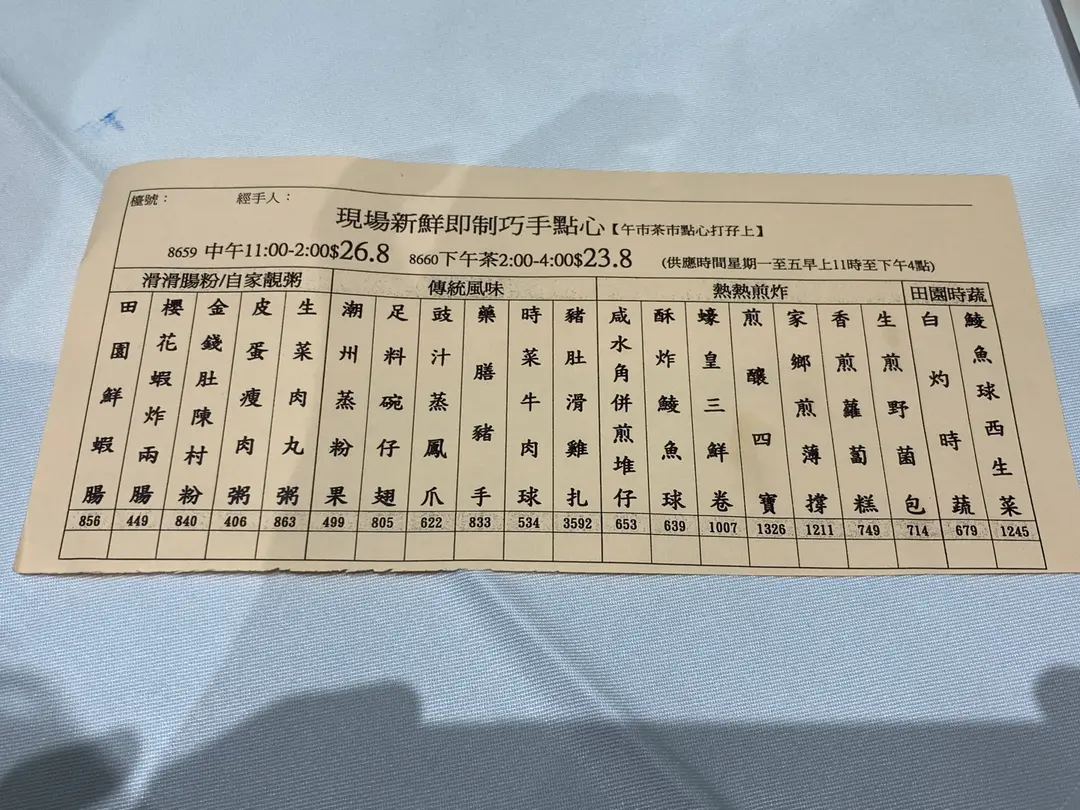 檯號：
經手人：
現場新鮮即制巧手點心【午市茶市點心打孖上】
8659 中午11:00-2:00$26.8 8660下午茶2:00-4:00$23.8 (供應時間星期一至五早上11時至下午4點)
滑滑腸粉/自家靚粥
田園鮮蝦腸 856
櫻花蝦炸兩腸 449
金錢肚陳村粉 840
皮蛋瘦肉粥 406
生菜肉丸粥 863
傳統風味
潮州蒸粉果 499
足料碗仔翅 805
豉汁蒸鳳爪 622
藥膳豬手 833
時菜牛肉球 534
豬肚滑雞扎 3592
熱熱煎炸
咸水角併煎堆仔 653
酥炸鯪魚球 639
蠔皇三鮮卷 1007
煎釀四寶 1326
家鄉煎薄撐 1211
香煎蘿蔔糕 749
生煎野菌包 714
田園時蔬
白灼時蔬 679
鯪魚球西生菜 1245